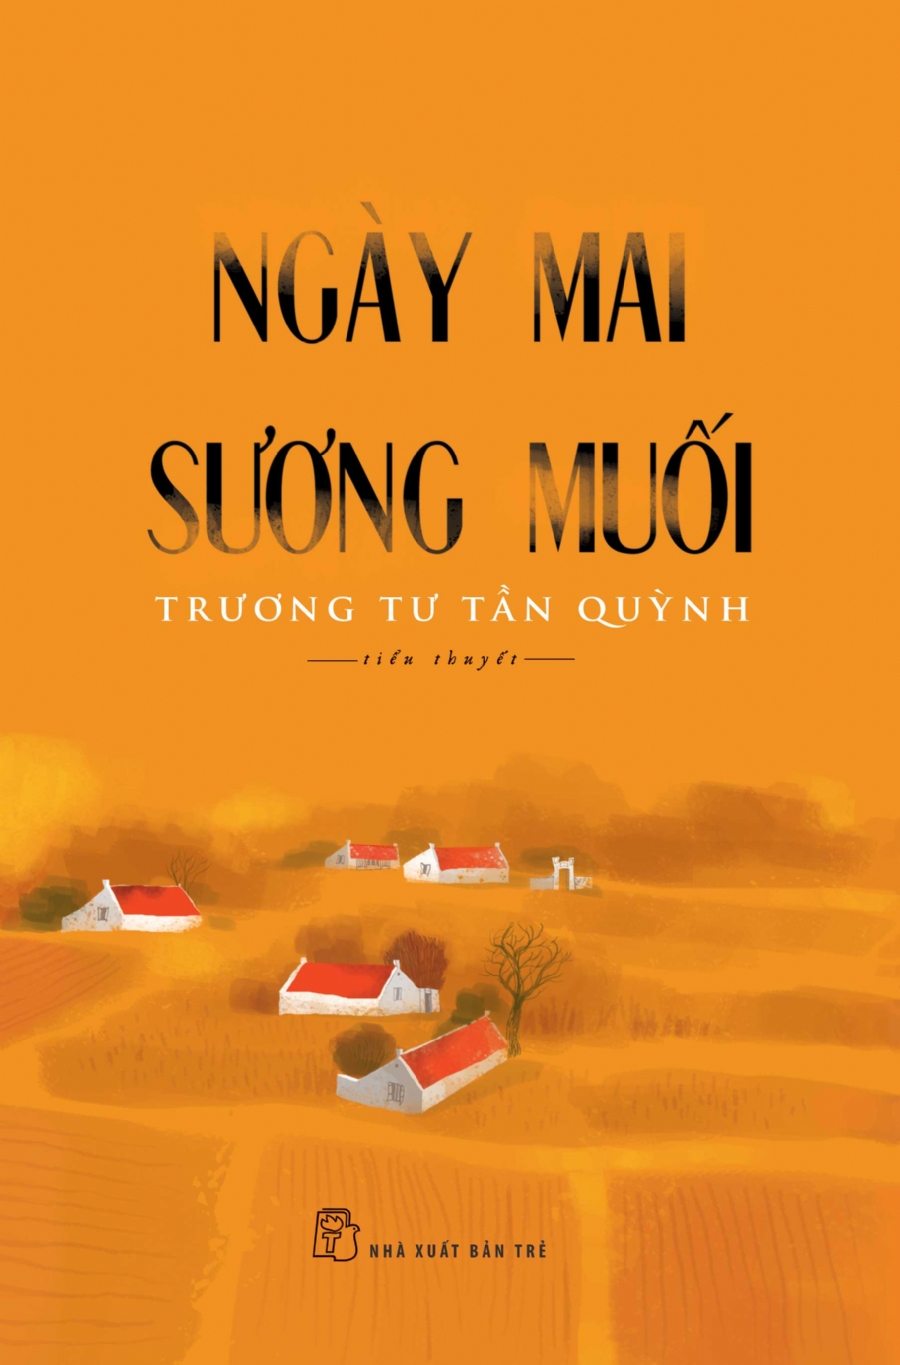 NGÀY MAI
SƯƠNG MUỐI
TRƯƠNG TƯ TẦN QUỲNH
tiểu thuyết
T
NHÀ XUẤT BẢN TRẺ